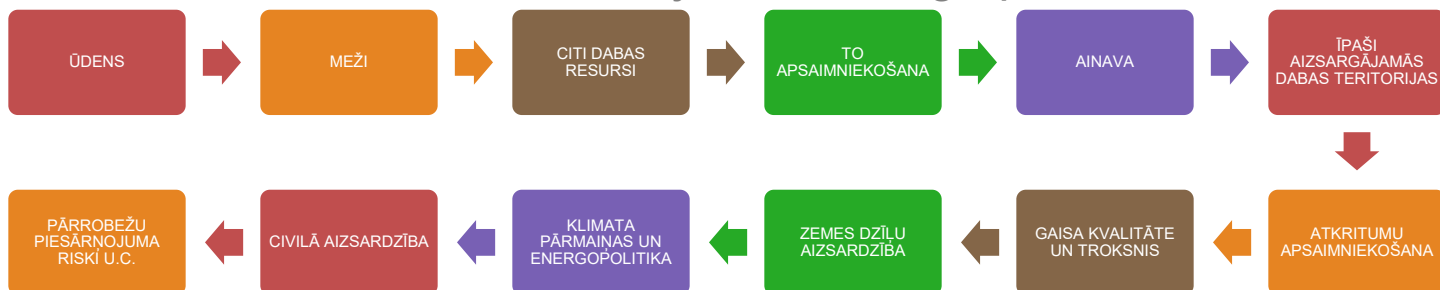 ŪDENS
MEŽI
CITI DABAS
RESURSI
TO
APSAIMNIEKOŠANA
AINAVA
ĪPAŠI
AIZSARGĀJAMĀS
DABAS TERITORIJAS
ATKRITUMU
APSAIMNIEKOŠANA
GAISA KVALITĀTE
UN TROKSNIS
ZEMES DZĪĻU
AIZSARDZĪBA
KLIMATA
PĀRMAIŅAS UN
ENERGOPOLITIKA
CIVILĀ AIZSARDZĪBA
PĀRROBEŽU
PIESĀRŅOJUMA
RISKI U.C.